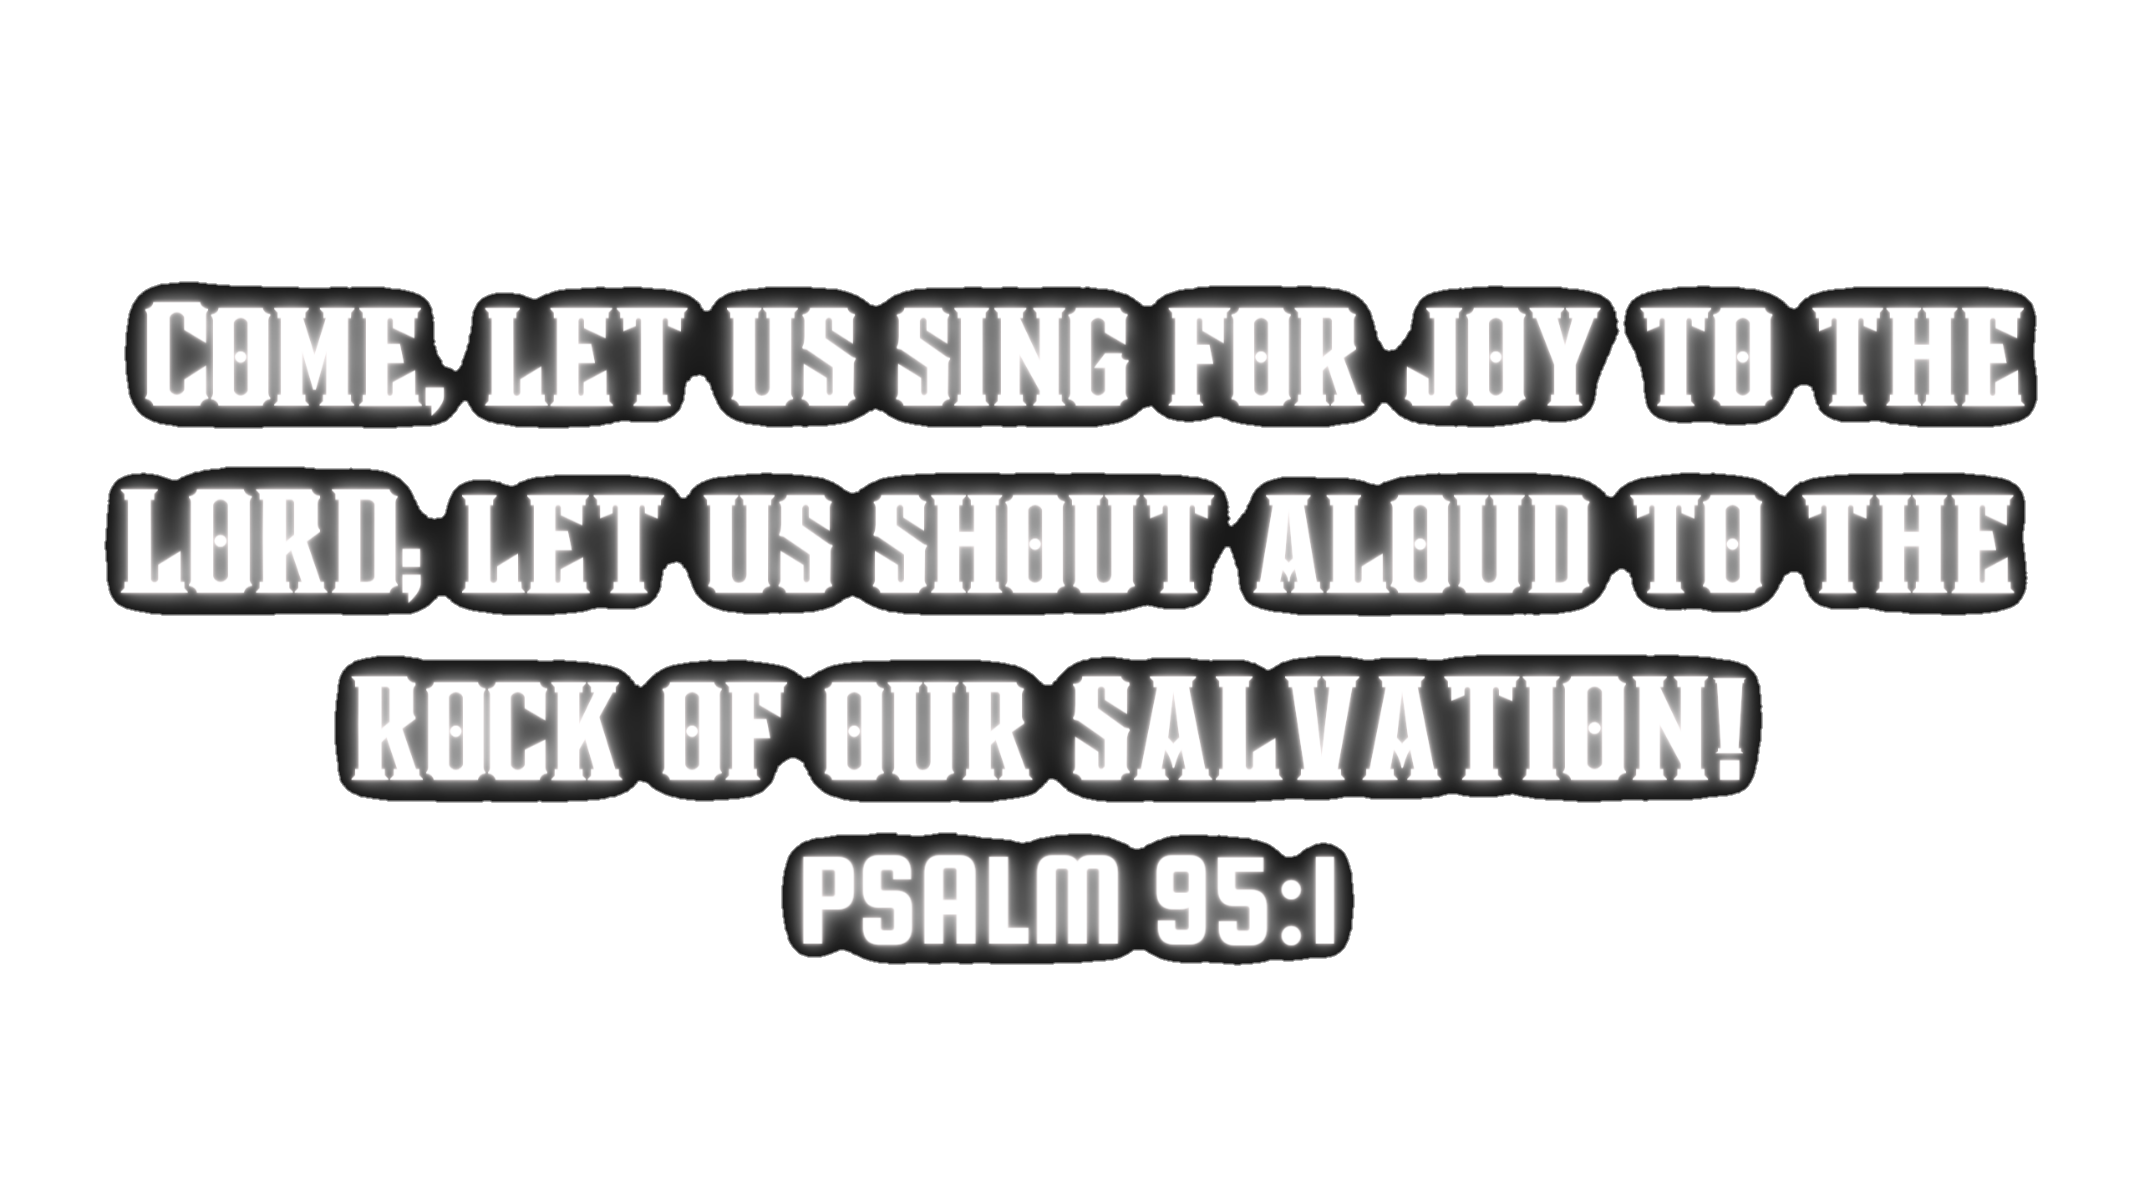 Come, let us sing for joy to the
LORD; let us shout aloud to the
Rock of our SALVATION!
PSALM 95:1